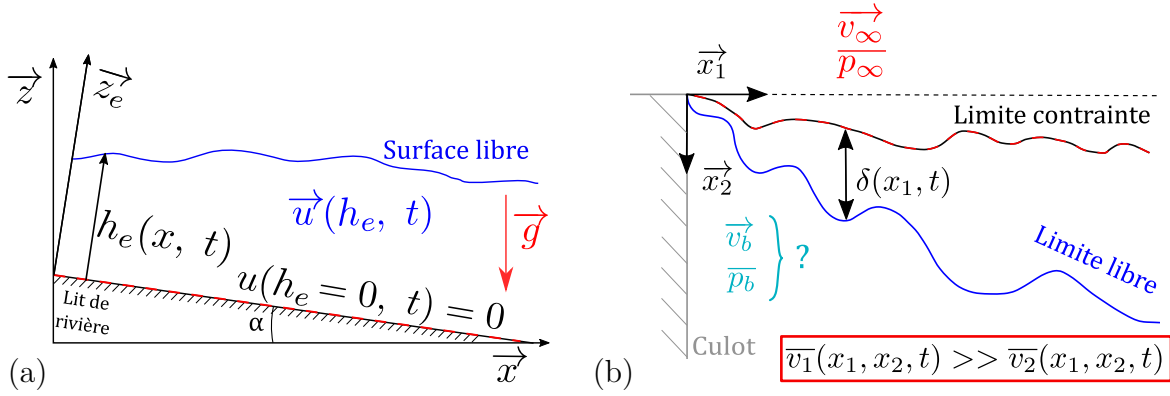 z→
z_e→
Surface libre
u→(h_e, t)
g→
h_e(x, t)
u(h_e = 0, t) = 0
Lit de
rivière
α
x→
(a)
v_∞→
p_∞
x_1→
Limite contrainte
δ(x_1, t)
x_2→
v_b→
p_b
?
Limite libre
Culot
v_1(x_1, x_2, t) >> v_2(x_1, x_2, t)
(b)